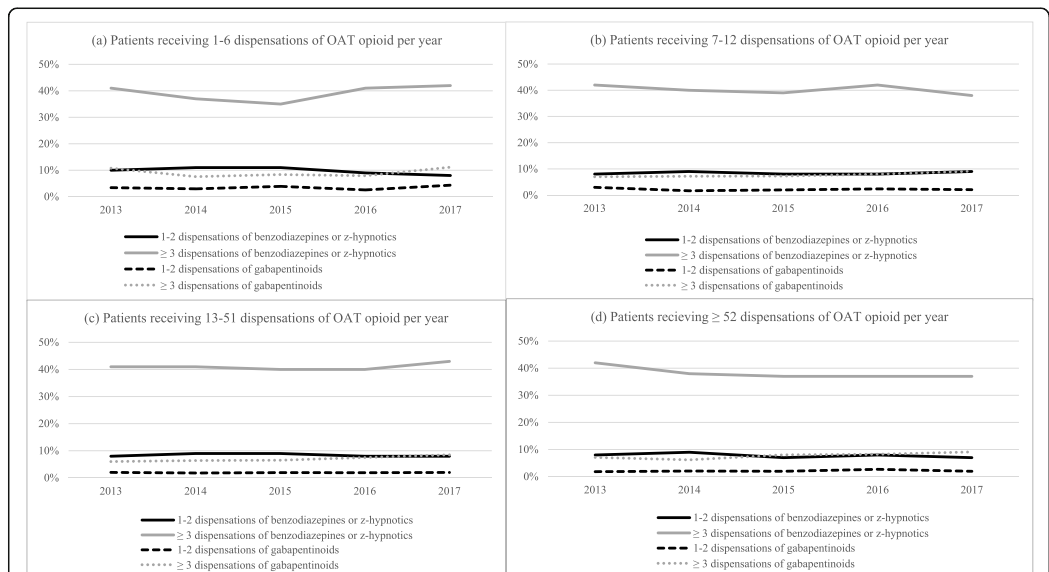 (a) Patients receiving 1-6 dispensations of OAT opioid per year
50%
40%
30%
20%
10%
0%
2013 2014 2015 2016 2017
1-2 dispensations of benzodiazepines or z-hypnotics
≥ 3 dispensations of benzodiazepines or z-hypnotics
1-2 dispensations of gabapentinoids
≥ 3 dispensations of gabapentinoids
(b) Patients receiving 7-12 dispensations of OAT opioid per year
50%
40%
30%
20%
10%
0%
2013 2014 2015 2016 2017
1-2 dispensations of benzodiazepines or z-hypnotics
≥ 3 dispensations of benzodiazepines or z-hypnotics
1-2 dispensations of gabapentinoids
≥ 3 dispensations of gabapentinoids
(c) Patients receiving 13-51 dispensations of OAT opioid per year
50%
40%
30%
20%
10%
0%
2013 2014 2015 2016 2017
1-2 dispensations of benzodiazepines or z-hypnotics
≥ 3 dispensations of benzodiazepines or z-hypnotics
1-2 dispensations of gabapentinoids
≥ 3 dispensations of gabapentinoids
(d) Patients recieving ≥ 52 dispensations of OAT opioid per year
50%
40%
30%
20%
10%
0%
2013 2014 2015 2016 2017
1-2 dispensations of benzodiazepines or z-hypnotics
≥ 3 dispensations of benzodiazepines or z-hypnotics
1-2 dispensations of gabapentinoids
≥ 3 dispensations of gabapentinoids